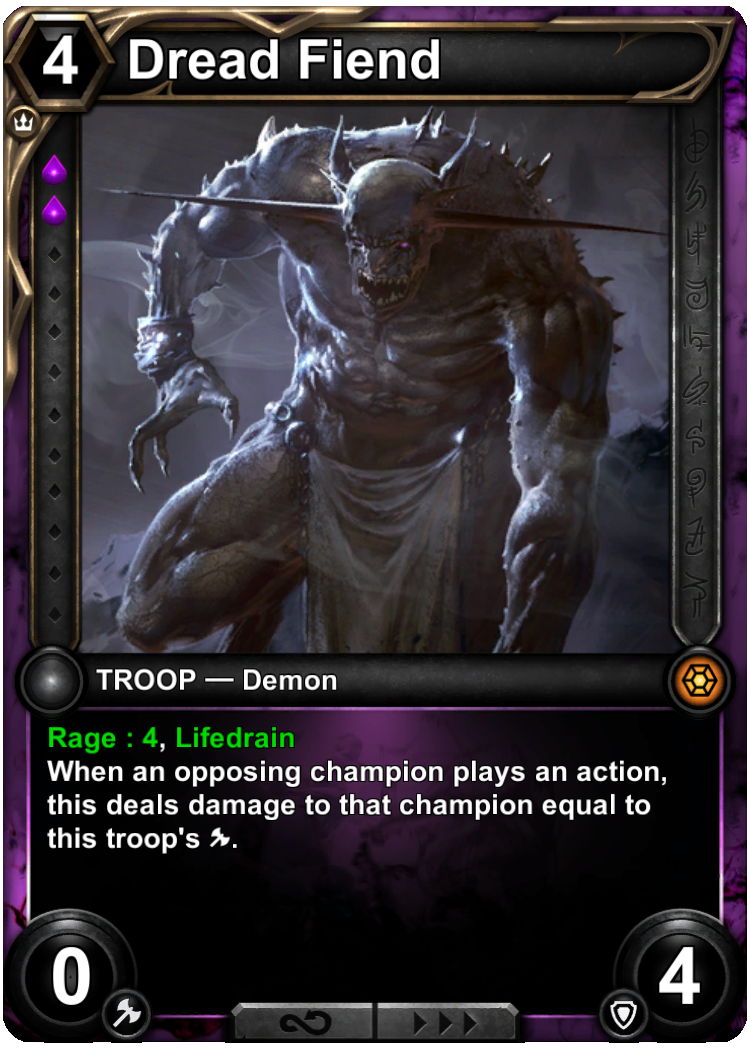 4
Dread Fiend
TROOP — Demon
Rage : 4, Lifedrain
When an opposing champion plays an action,
this deals damage to that champion equal to
this troop's .
0
4